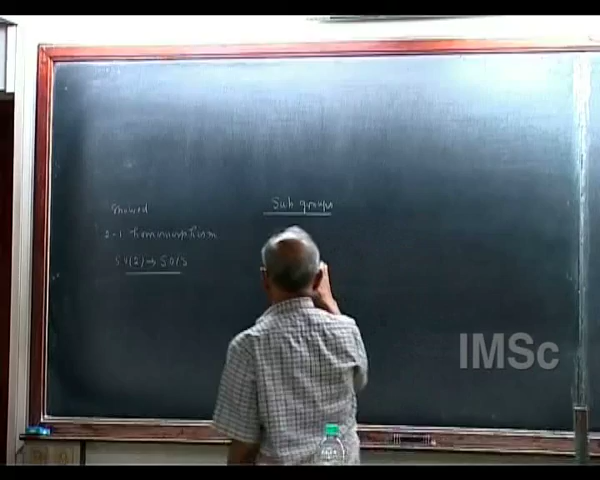 Showed
2-1 homomorphism
SU(2) → SO(3
Sub groups
IMSc